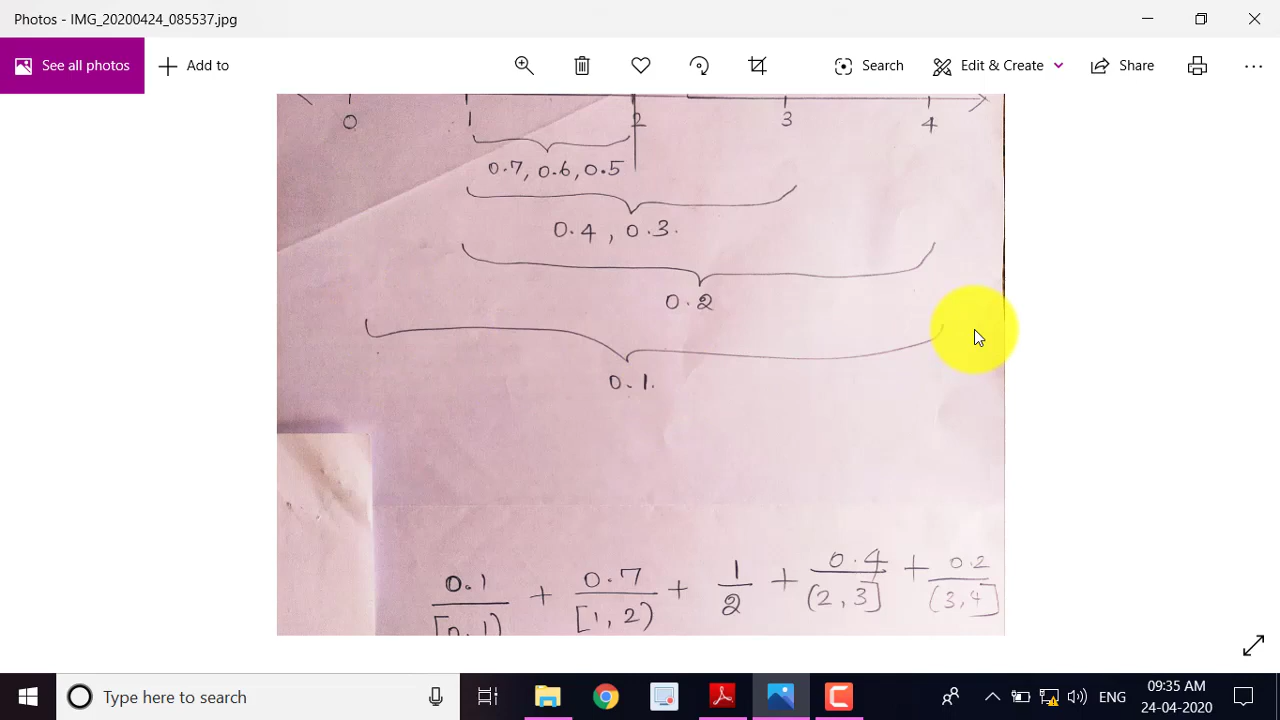 Photos - IMG_20200424_085537.jpg
See all photos
Add to
Search
Edit & Create
Share
0 1 2 3 4
0.7, 0.6, 0.5
0.4 , 0.3.
0.2
0.1.
0.1/[0,1) + 0.7/[1, 2) + 1/2 + 0.4/(2, 3] + 0.2/(3, 4]
Type here to search
ENG
09:35 AM
24-04-2020